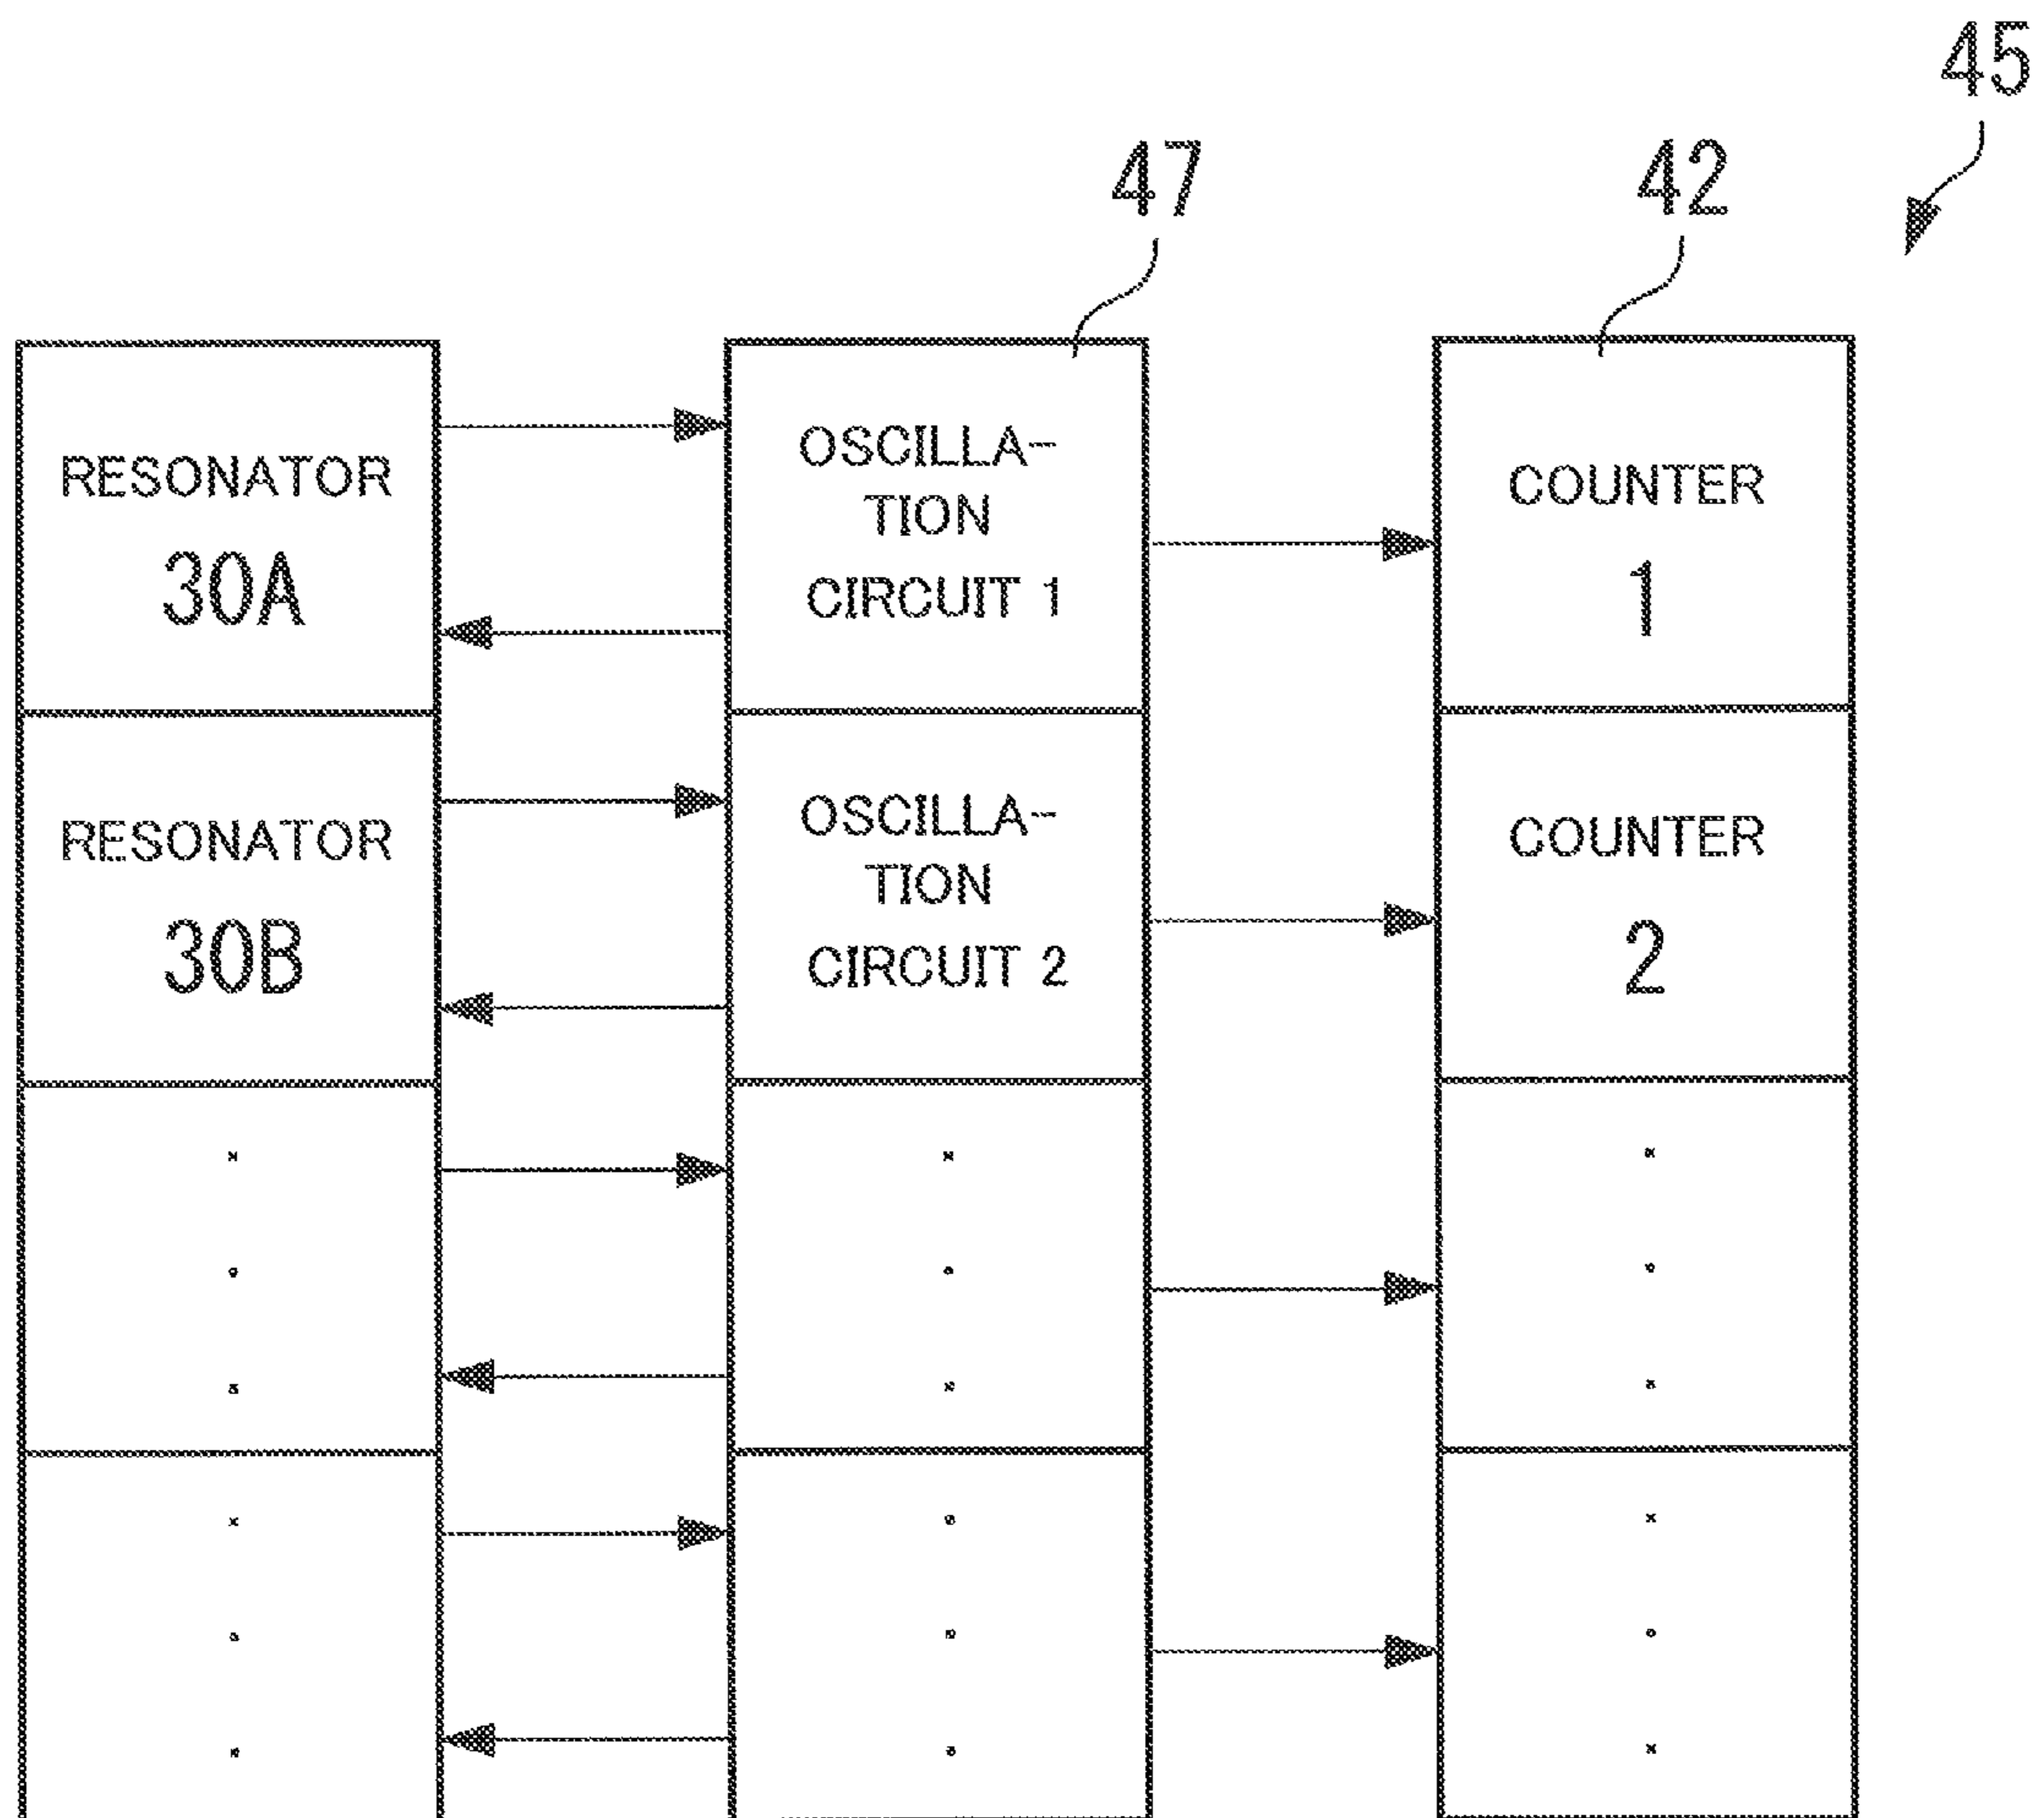 45
47
42
RESONATOR
30A
OSCILLA-
TION
CIRCUIT 1
COUNTER
1
RESONATOR
30B
OSCILLA-
TION
CIRCUIT 2
COUNTER
2